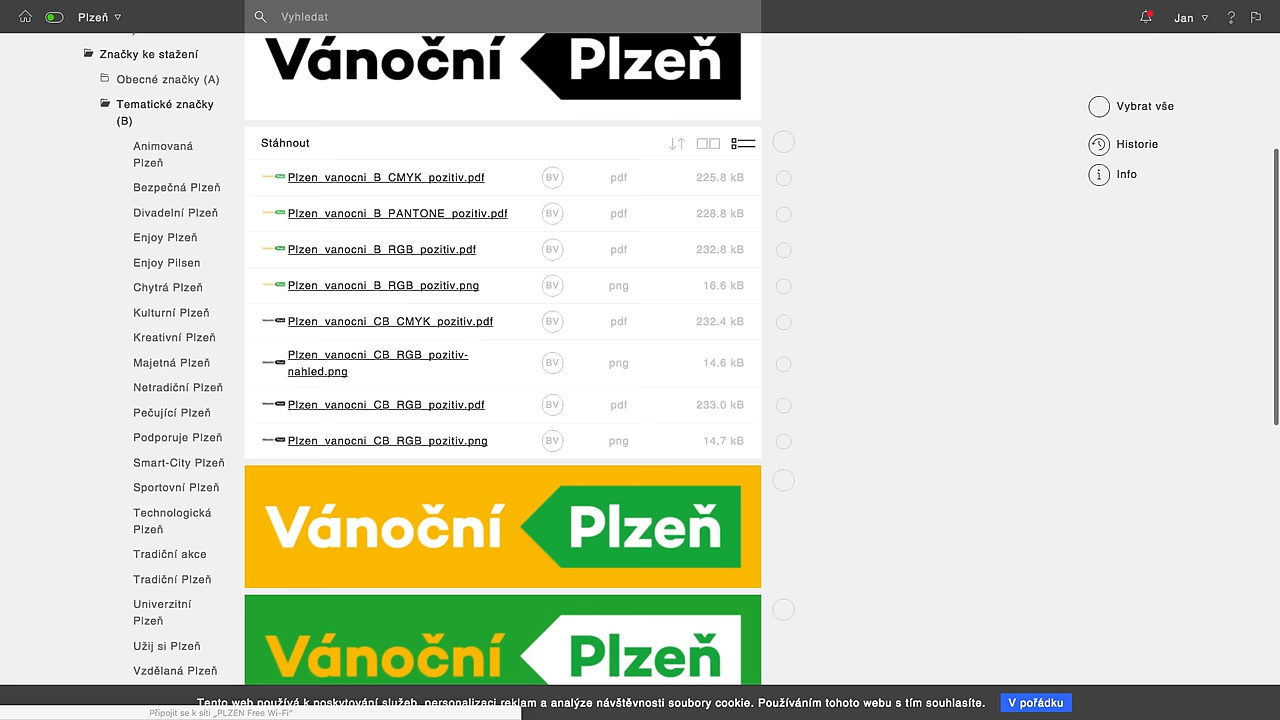 Plzeň
Vyhledat
Jan
?
Značky ke stažení
Obecné značky (A)
Tematické značky
(B)
Animovaná
Plzeň
Bezpečná Plzeň
Divadelní Plzeň
Enjoy Plzeň
Enjoy Pilsen
Chytrá Plzeň
Kulturní Plzeň
Kreativní Plzeň
Majetná Plzeň
Netradiční Plzeň
Pečující Plzeň
Podporuje Plzeň
Smart-City Plzeň
Sportovní Plzeň
Technologická
Plzeň
Tradiční akce
Tradiční Plzeň
Univerzitní
Plzeň
Užij si Plzeň
Vzdělaná Plzeň
Vánoční Plzeň
Stáhnout
Plzen_vanocni_B_CMYK_pozitiv.pdf BV pdf 225.8 kB
Plzen_vanocni_B_PANTONE_pozitiv.pdf BV pdf 228.8 kB
Plzen_vanocni_B_RGB_pozitiv.pdf BV pdf 232.8 kB
Plzen_vanocni_B_RGB_pozitiv.png BV png 16.6 kB
Plzen_vanocni_CB_CMYK_pozitiv.pdf BV pdf 232.4 kB
Plzen_vanocni_CB_RGB_pozitiv-
nahled.png BV png 14.6 kB
Plzen_vanocni_CB_RGB_pozitiv.pdf BV pdf 233.0 kB
Plzen_vanocni_CB_RGB_pozitiv.png BV png 14.7 kB
Vánoční Plzeň
Vánoční Plzeň
Vybrat vše
Historie
Info
Tento web používá k poskytování služeb, personalizaci reklam a analýze návštěvnosti soubory cookie. Používáním tohoto webu s tím souhlasíte.
V pořádku
Připojit se k síti „PLZEN Free Wi-Fi“